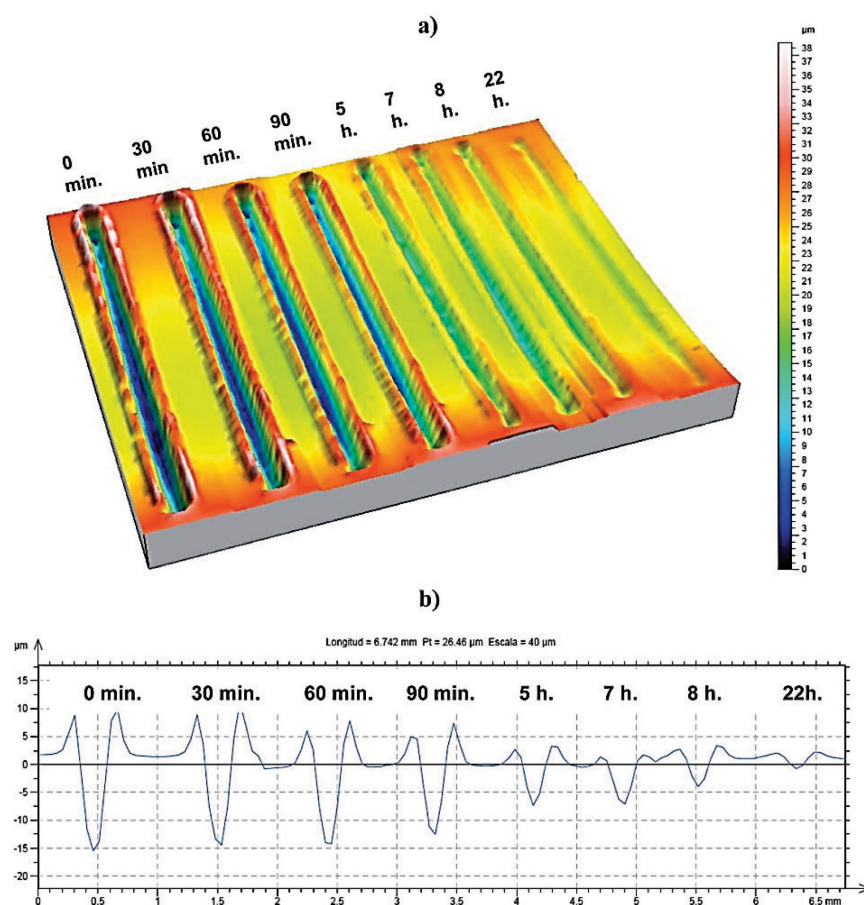 a)
µm
0 min.
30 min
60 min.
90 min.
5 h.
7 h.
8 h.
22 h.
38
37
35
34
33
32
31
30
29
28
27
25
24
23
22
21
20
19
18
17
16
15
14
13
11
10
9
8
7
6
5
4
3
2
1
0
b)
µm
Longitud = 6.742 mm Pt = 26.46 µm Escala = 40 µm
0 min. 30 min. 60 min. 90 min. 5 h. 7 h. 8 h. 22h.
15
10
5
0
-5
-10
-15
-20
0 0.5 1 1.5 2 2.5 3 3.5 4 4.5 5 5.5 6 6.5 mm